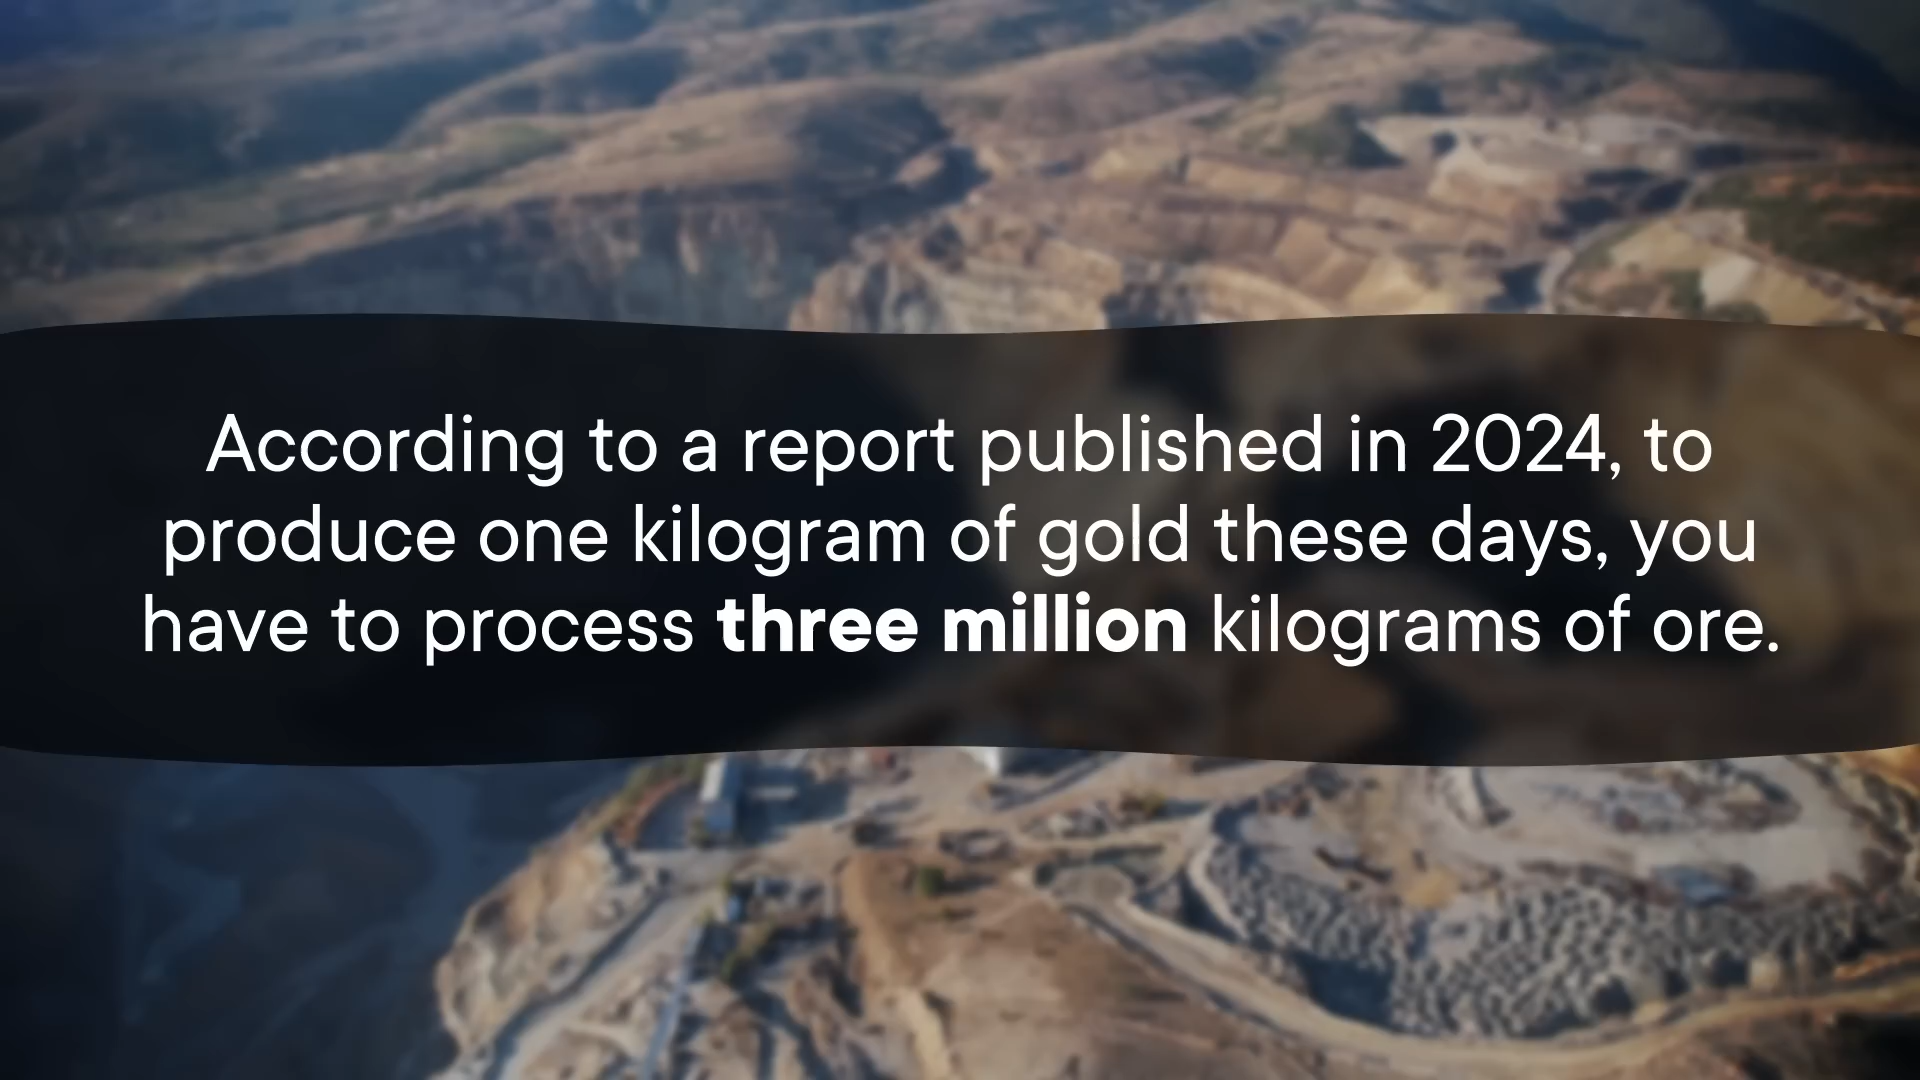 According to a report published in 2024, to
produce one kilogram of gold these days, you
have to process three million kilograms of ore.